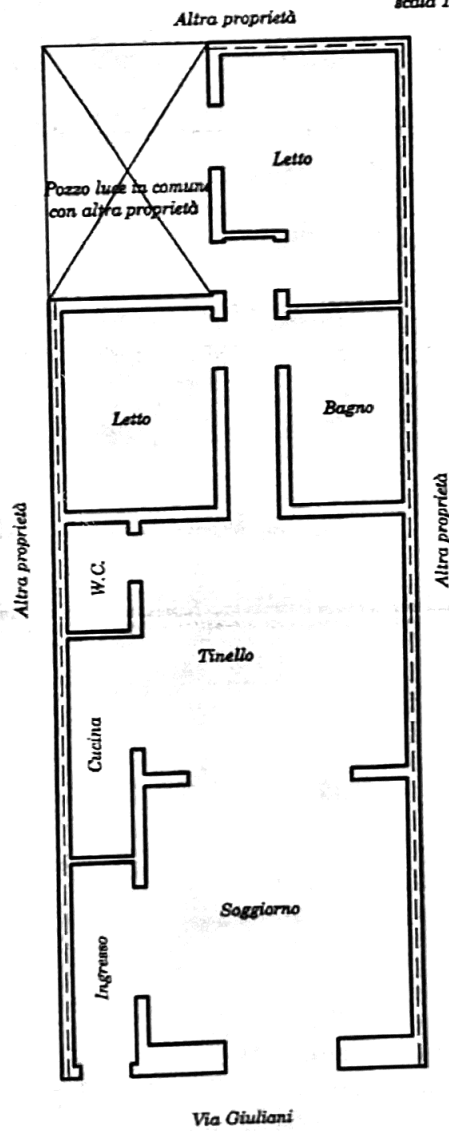 scala
Altra proprietà
Letto
Pozzo luce in comune
con altra proprietà
Letto
Bagno
Altra proprietà
Altra proprietà
W.C.
Tinello
Cucina
Soggiorno
Ingresso
Via Giuliani